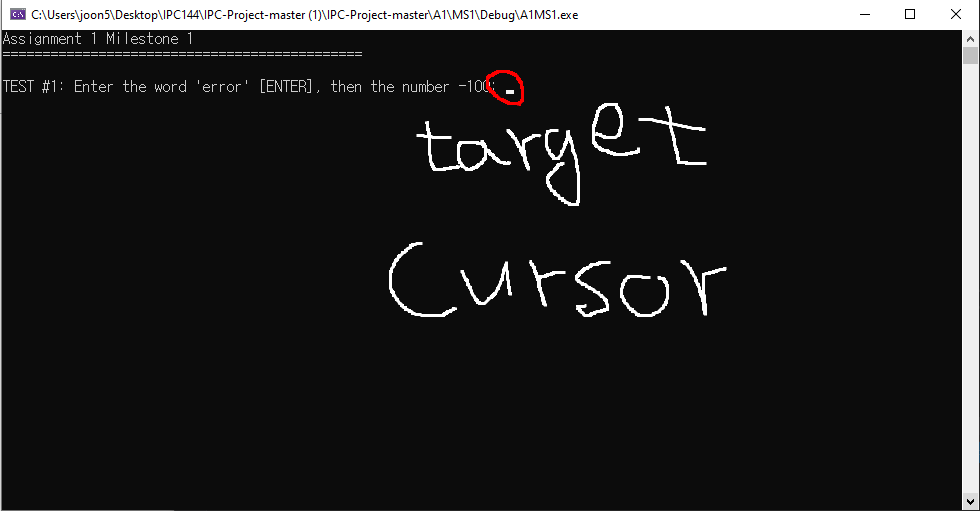 C:\Users\joon5\Desktop\IPC144\IPC-Project-master (1)\IPC-Project-master\A1\MS1\Debug\A1MS1.exe
Assignment 1 Milestone 1
=============================================
TEST #1: Enter the word 'error' [ENTER], then the number -100:
target
Cursor